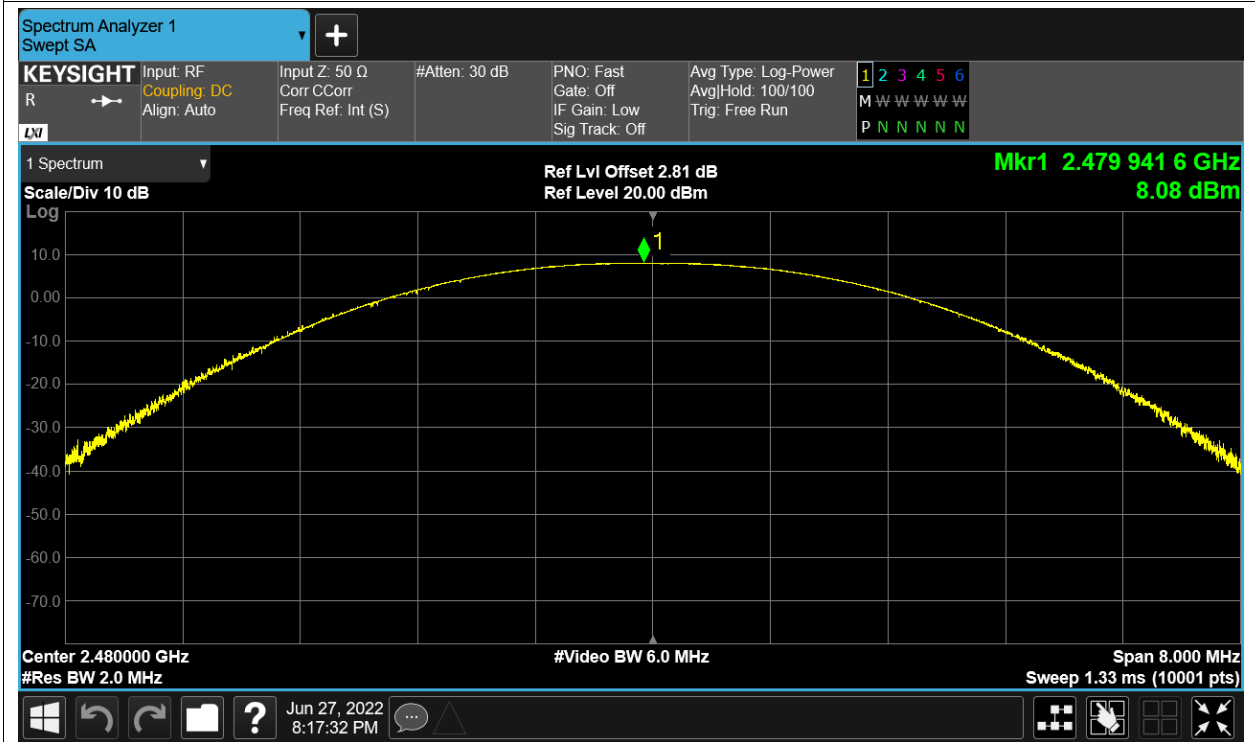 Spectrum Analyzer 1
Swept SA
+
KEYSIGHT
R
LXI
Input: RF
Coupling: DC
Align: Auto
Input Z: 50 Ω
Corr CCorr
Freq Ref: Int (S)
#Atten: 30 dB
PNO: Fast
Gate: Off
IF Gain: Low
Sig Track: Off
Avg Type: Log-Power
Avg|Hold: 100/100
Trig: Free Run
1 2 3 4 5 6
M W W W W W
P N N N N N
1 Spectrum
Scale/Div 10 dB
Log
Ref Lvl Offset 2.81 dB
Ref Level 20.00 dBm
Mkr1 2.479 941 6 GHz
8.08 dBm
1
10.0
0.00
-10.0
-20.0
-30.0
-40.0
-50.0
-60.0
-70.0
Center 2.480000 GHz
#Res BW 2.0 MHz
#Video BW 6.0 MHz
Span 8.000 MHz
Sweep 1.33 ms (10001 pts)
?
Jun 27, 2022
8:17:32 PM